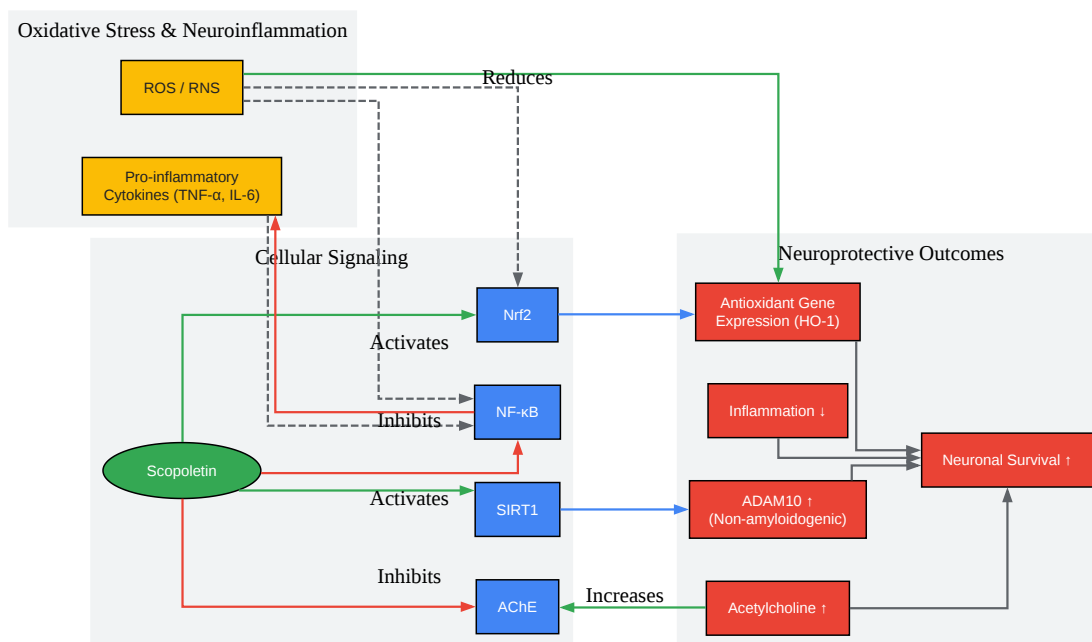 Oxidative Stress & Neuroinflammation
ROS / RNS
Reduces
Pro-inflammatory
Cytokines (TNF-α, IL-6)
Cellular Signaling
Neuroprotective Outcomes
Nrf2
Antioxidant Gene
Expression (HO-1)
Activates
NF-κB
Inhibits
Inflammation ↓
Neuronal Survival ↑
Scopoletin
Activates
SIRT1
ADAM10 ↑
(Non-amyloidogenic)
Inhibits
AChE
Increases
Acetylcholine ↑